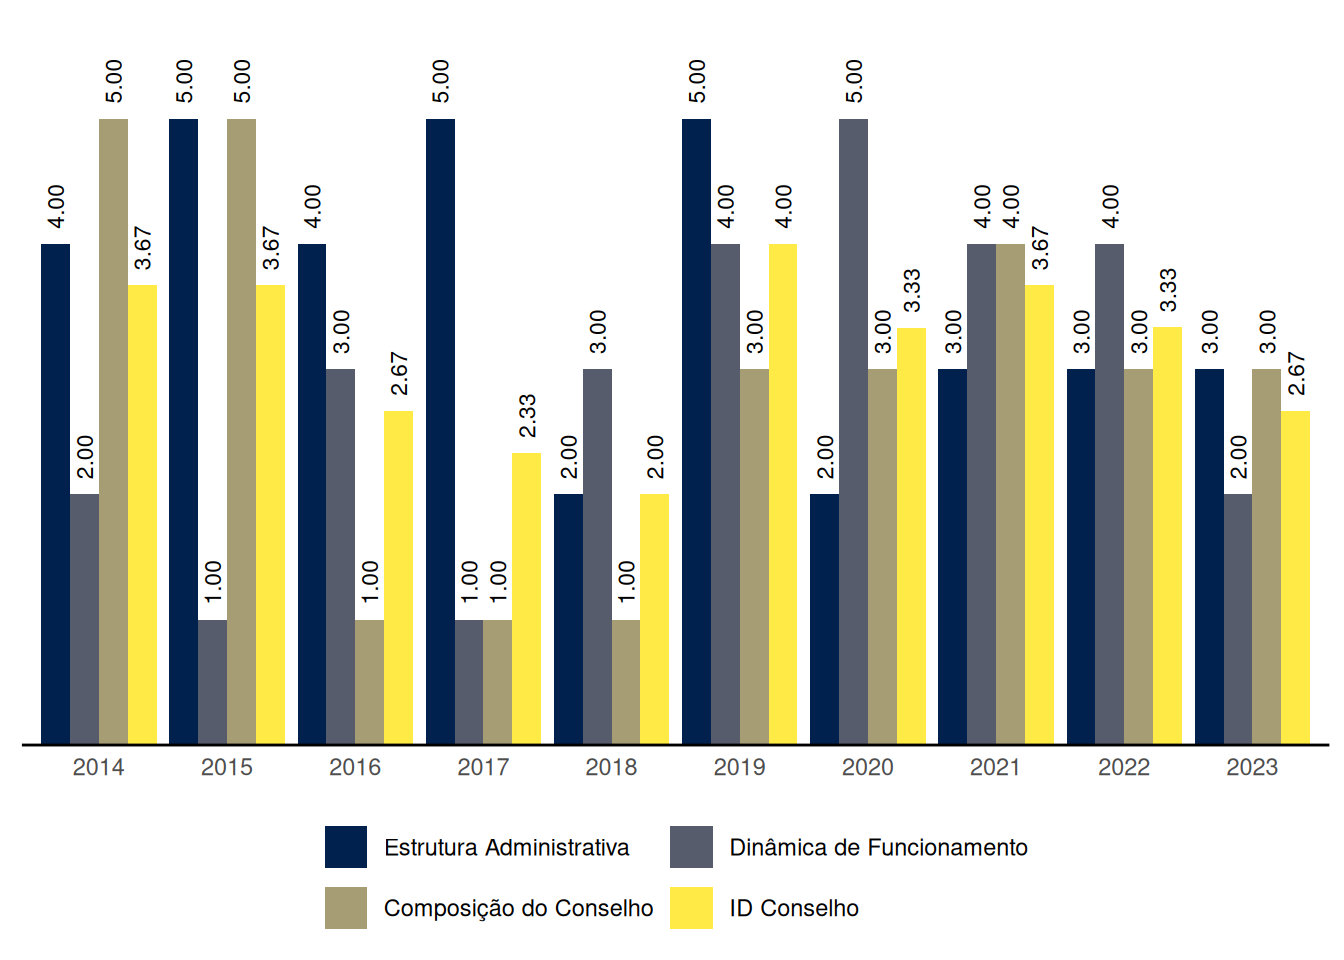 4.00 2.00 5.00 3.67 5.00 1.00 5.00 3.67 4.00 3.00 1.00 2.67 5.00 1.00 1.00 2.33 2.00 3.00 1.00 2.00 5.00 4.00 3.00 4.00 2.00 5.00 3.00 3.33 3.00 4.00 4.00 3.67 3.00 4.00 3.00 3.33 3.00 2.00 3.00 2.67
2014 2015 2016 2017 2018 2019 2020 2021 2022 2023
Estrutura Administrativa Dinâmica de Funcionamento
Composição do Conselho ID Conselho